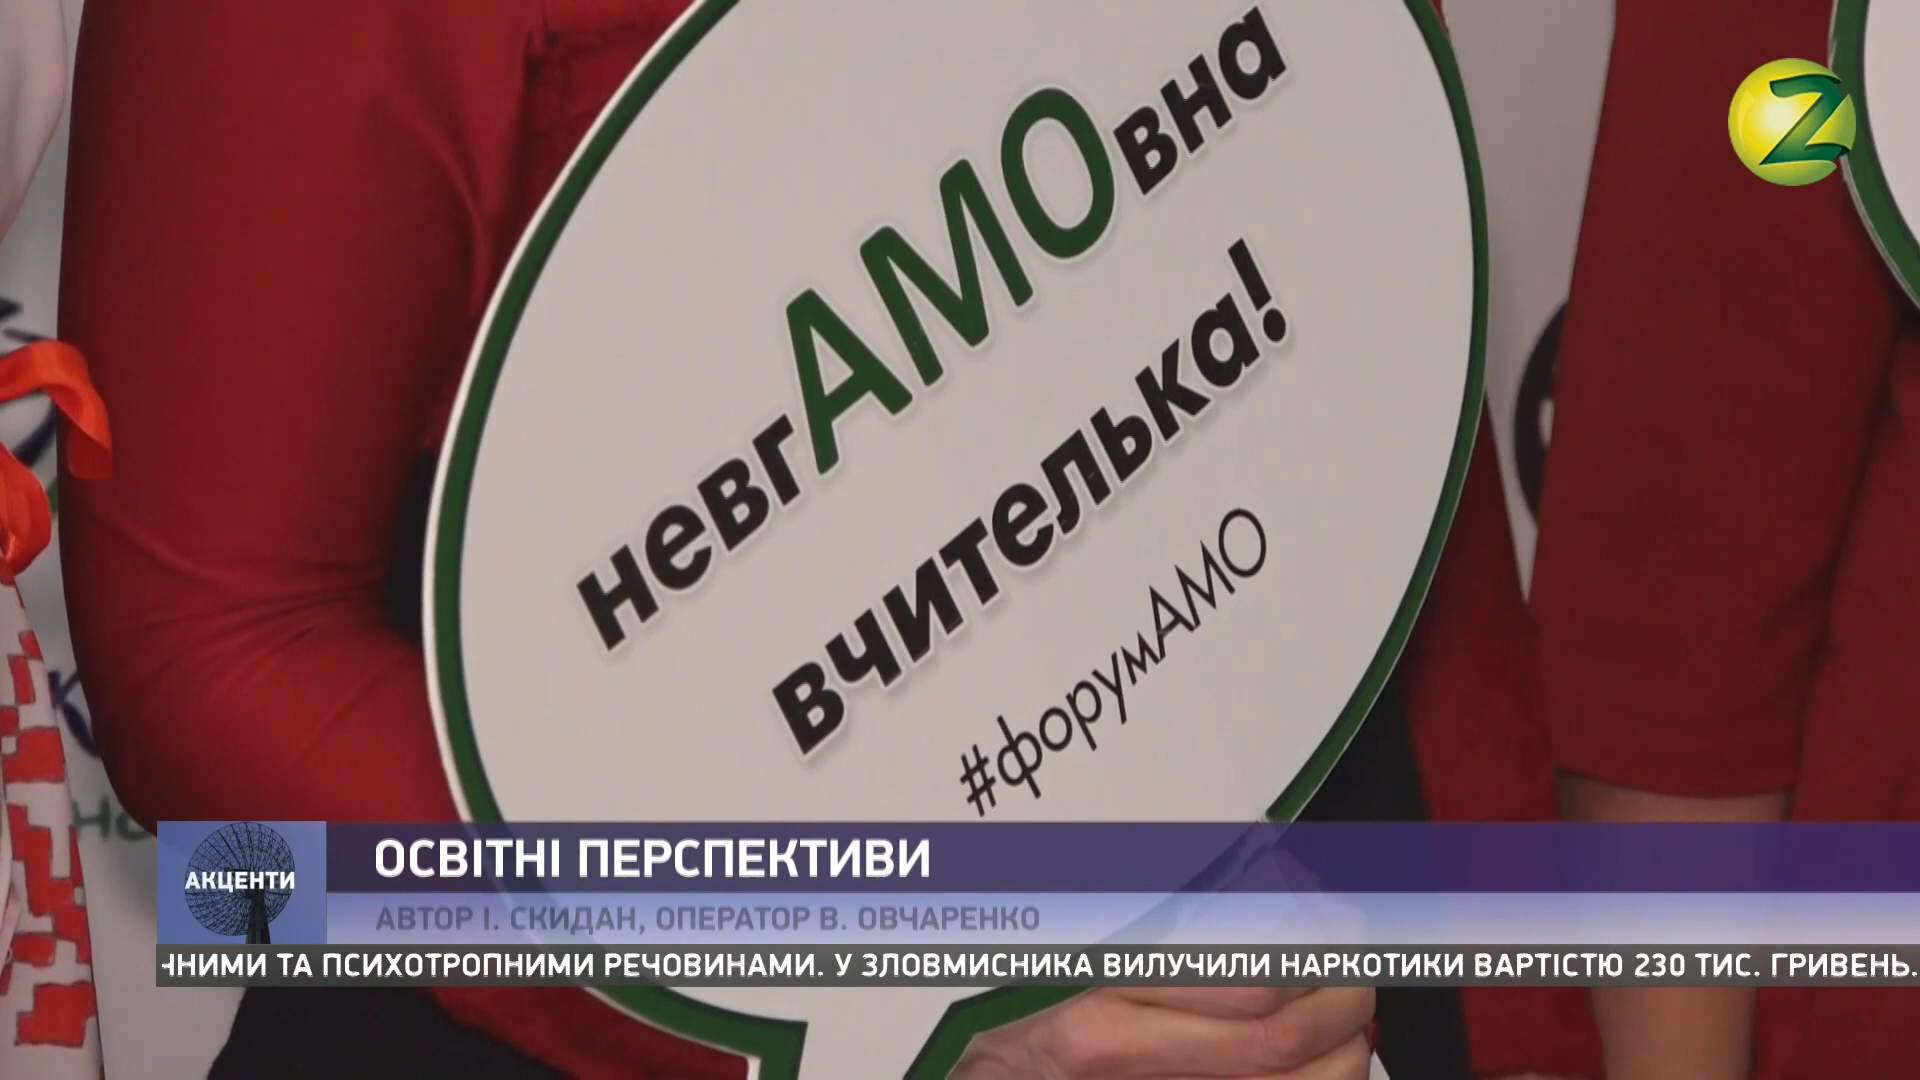 невгАМОвна
вчителька!
#форумАМО
АКЦЕНТИ
ОСВІТНІ ПЕРСПЕКТИВИ
АВТОР І. СКИДАН, ОПЕРАТОР В. ОВЧАРЕНКО
ТА ПСИХОТРОПНИМИ РЕЧОВИНАМИ. У ЗЛОВМИСНИКА ВИЛУЧИЛИ НАРКОТИКИ ВАРТІСТЮ 230 ТИС. ГРИВЕНЬ.